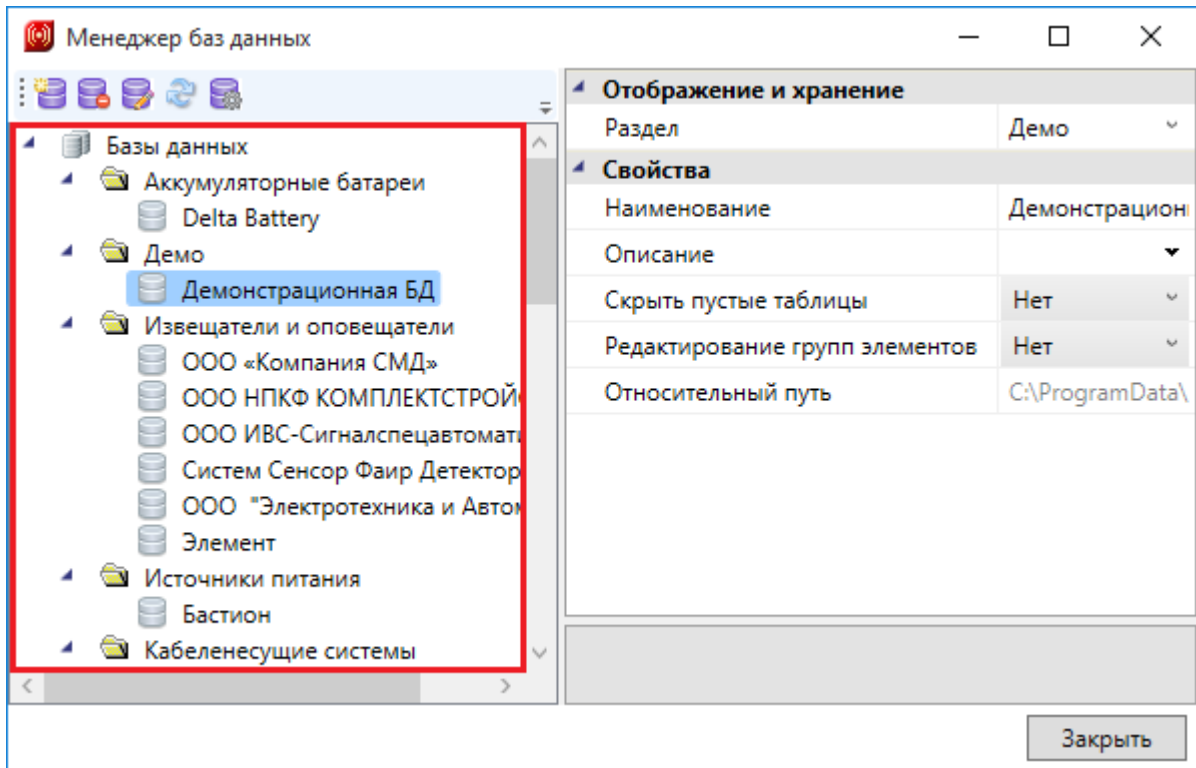 Менеджер баз данных
Базы данных
Аккумуляторные батареи
Delta Battery
Демо
Демонстрационная БД
Извещатели и оповещатели
ООО «Компания СМД»
ООО НПКФ КОМПЛЕКТСТРОЙ
ООО ИВС-Сигналспецавтомати
Систем Сенсор Фаир Детектор
ООО "Электротехника и Автом
Элемент
Источники питания
Бастион
Кабеленесущие системы
Отображение и хранение
Раздел Демо
Свойства
Наименование Демонстрацион
Описание
Скрыть пустые таблицы Нет
Редактирование групп элементов Нет
Относительный путь C:\ProgramData\
Закрыть